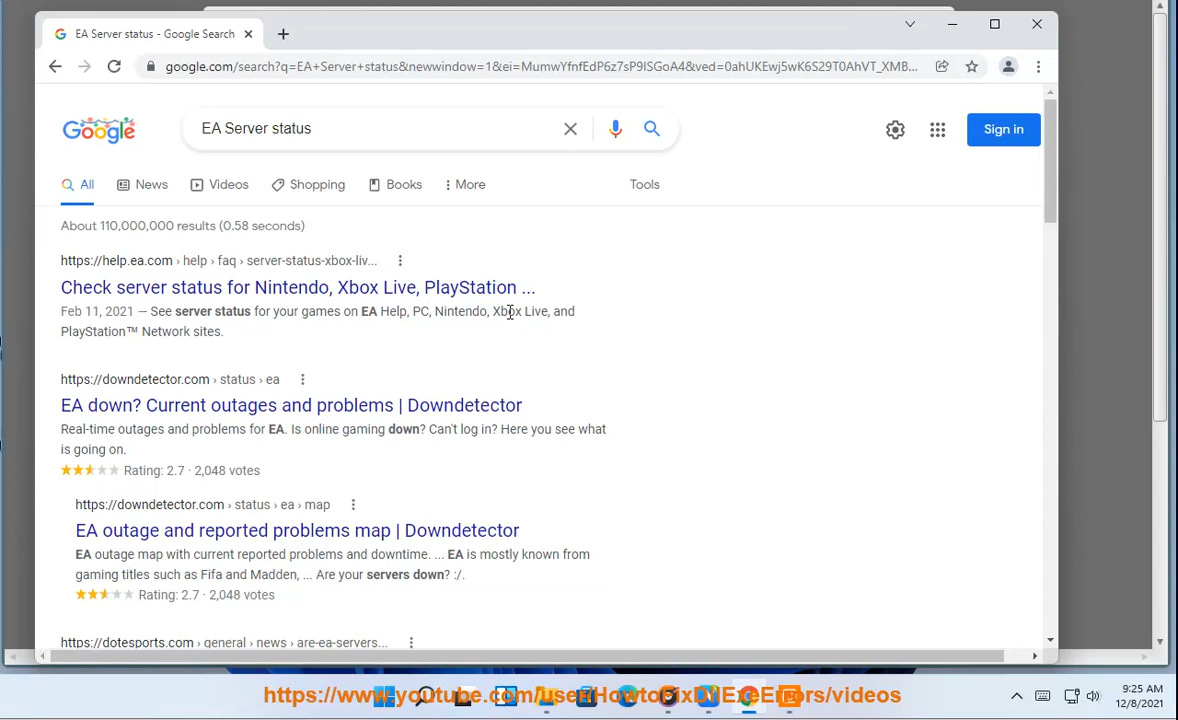 EA Server status - Google Search
google.com/search?q=EA+Server+status&newwindow=1&ei=MumwYfnfEdP6z7sP9ISGoA4&ved=0ahUKEwj5wK6S29T0AhVT_XMB...
Google
EA Server status
Sign in
All
News
Videos
Shopping
Books
More
Tools
About 110,000,000 results (0.58 seconds)
https://help.ea.com › help › faq › server-status-xbox-liv...
Check server status for Nintendo, Xbox Live, PlayStation ...
Feb 11, 2021 — See server status for your games on EA Help, PC, Nintendo, Xbox Live, and
PlayStation™ Network sites.
https://downdetector.com › status › ea
EA down? Current outages and problems | Downdetector
Real-time outages and problems for EA. Is online gaming down? Can't log in? Here you see what
is going on.
Rating: 2.7 · 2,048 votes
https://downdetector.com › status › ea › map
EA outage and reported problems map | Downdetector
EA outage map with current reported problems and downtime. ... EA is mostly known from
gaming titles such as Fifa and Madden, ... Are your servers down? :/.
Rating: 2.7 · 2,048 votes
https://dotesports.com › general › news › are-ea-servers...
https://www.youtube.com/user/HowtoFixDllExeErrors/videos
9:25 AM
12/8/2021